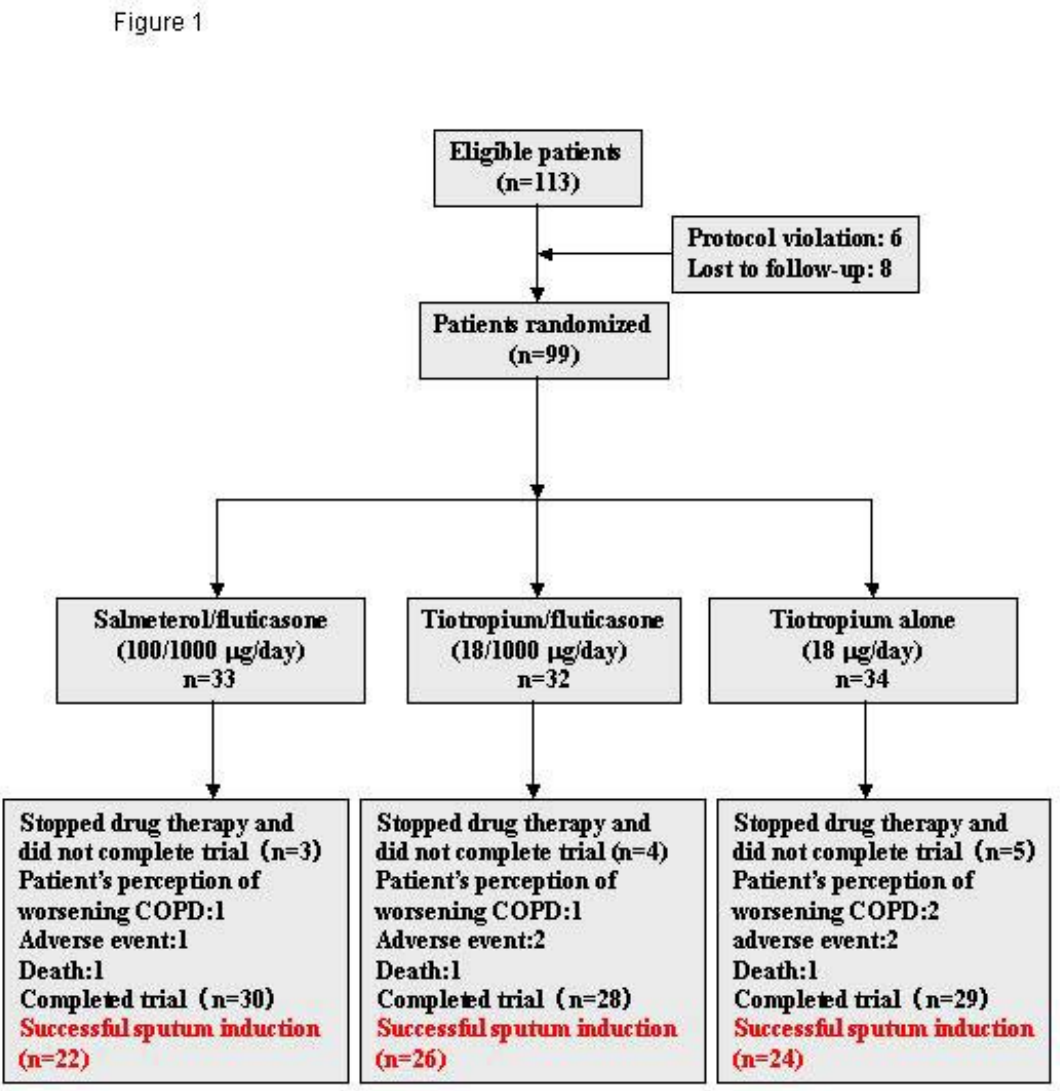 Figure 1
Eligible patients
(n=113)
Protocol violation: 6
Lost to follow-up: 8
Patients randomized
(n=99)
Salmeterol/fluticasone
(100/1000 µg/day)
n=33
Tiotropium/fluticasone
(18/1000 µg/day)
n=32
Tiotropium alone
(18 µg/day)
n=34
Stopped drug therapy and
did not complete trial (n=3)
Patient's perception of
worsening COPD:1
Adverse event:1
Death:1
Completed trial (n=30)
Successful sputum induction
(n=22)
Stopped drug therapy and
did not complete trial (n=4)
Patient's perception of
worsening COPD:1
Adverse event:2
Death:1
Completed trial (n=28)
Successful sputum induction
(n=26)
Stopped drug therapy and
did not complete trial (n=5)
Patient's perception of
worsening COPD:2
adverse event:2
Death:1
Completed trial (n=29)
Successful sputum induction
(n=24)